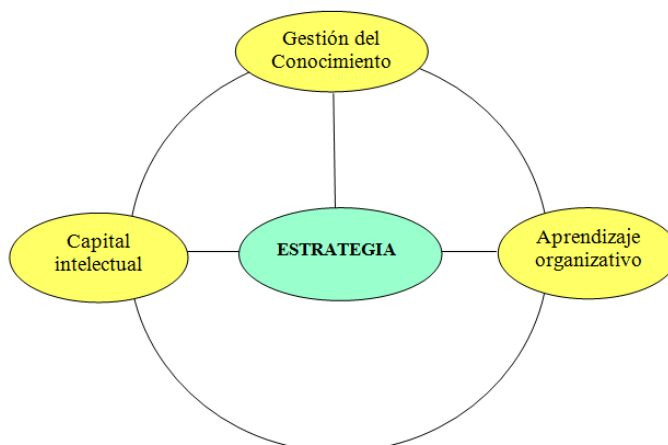 Gestión del
Conocimiento
Capital
intelectual
ESTRATEGIA
Aprendizaje
organizativo